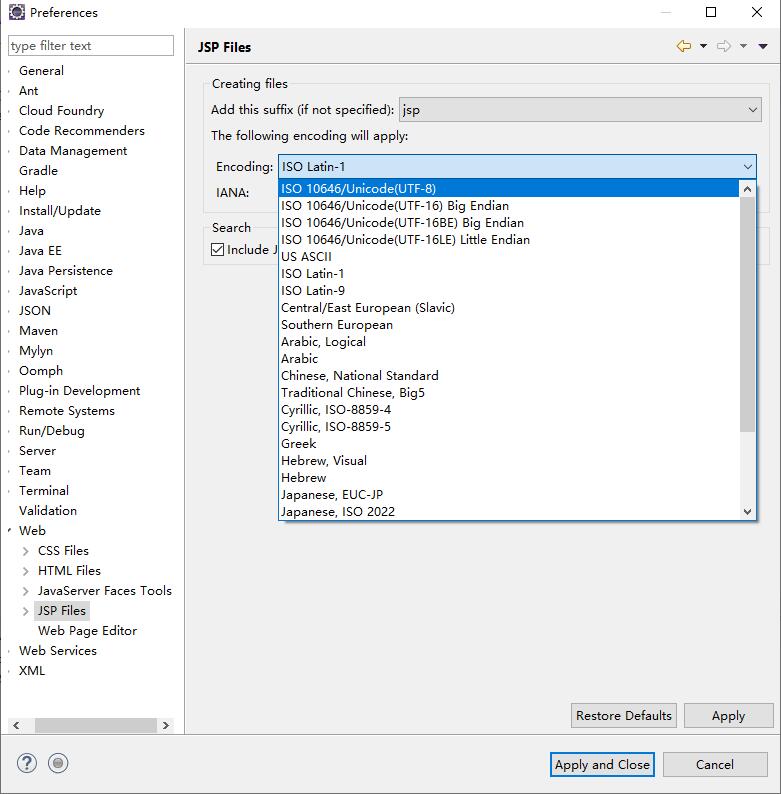 Preferences
type filter text
General
Ant
Cloud Foundry
Code Recommenders
Data Management
Gradle
Help
Install/Update
Java
Java EE
Java Persistence
JavaScript
JSON
Maven
Mylyn
Oomph
Plug-in Development
Remote Systems
Run/Debug
Server
Team
Terminal
Validation
Web
CSS Files
HTML Files
JavaServer Faces Tools
JSP Files
Web Page Editor
Web Services
XML
JSP Files
Creating files
Add this suffix (if not specified): jsp
The following encoding will apply:
Encoding: ISO Latin-1
IANA:
Search
Include J
ISO 10646/Unicode(UTF-8)
ISO 10646/Unicode(UTF-16) Big Endian
ISO 10646/Unicode(UTF-16BE) Big Endian
ISO 10646/Unicode(UTF-16LE) Little Endian
US ASCII
ISO Latin-1
ISO Latin-9
Central/East European (Slavic)
Southern European
Arabic, Logical
Arabic
Chinese, National Standard
Traditional Chinese, Big5
Cyrillic, ISO-8859-4
Cyrillic, ISO-8859-5
Greek
Hebrew, Visual
Hebrew
Japanese, EUC-JP
Japanese, ISO 2022
Restore Defaults
Apply
?
Apply and Close
Cancel